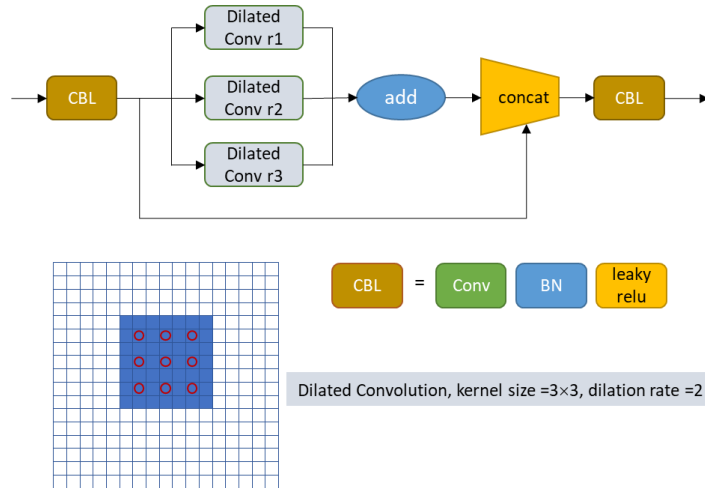 Dilated
Conv r1
CBL
Dilated
Conv r2
add
concat
CBL
Dilated
Conv r3
CBL
=
Conv
BN
leaky
relu
Dilated Convolution, kernel size =3×3, dilation rate =2